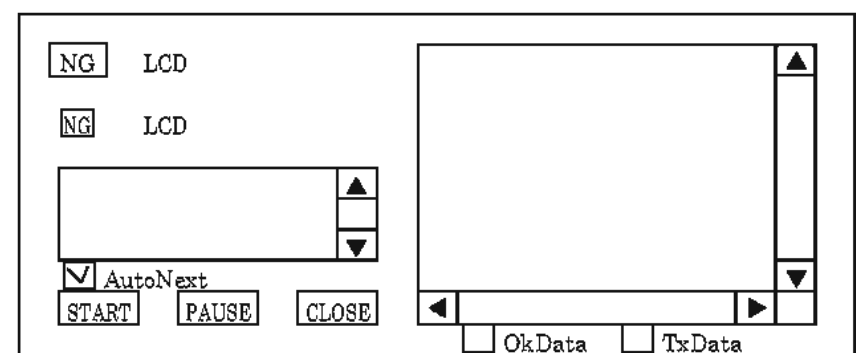 NG LCD
NG LCD
AutoNext
START PAUSE CLOSE
OkData TxData